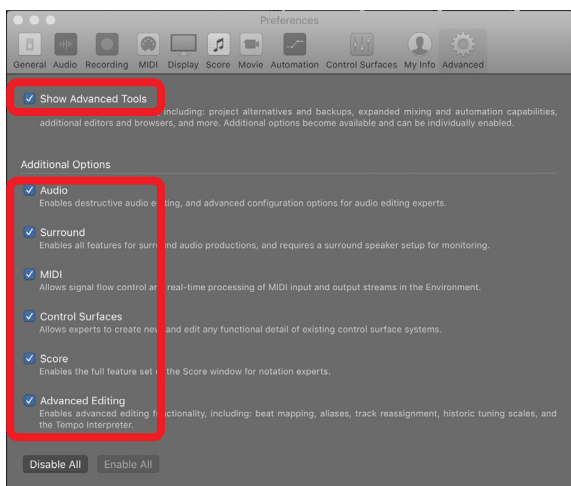 Preferences
General Audio Recording MIDI Display Score Movie Automation Control Surfaces My Info Advanced
Show Advanced Tools
including: project alternatives and backups, expanded mixing and automation capabilities,
additional editors and browsers, and more. Additional options become available and can be individually enabled.
Additional Options
Audio
Enables destructive audio editing, and advanced configuration options for audio editing experts.
Surround
Enables all features for surround audio productions, and requires a surround speaker setup for monitoring.
MIDI
Allows signal flow control and real-time processing of MIDI input and output streams in the Environment.
Control Surfaces
Allows experts to create new and edit any functional detail of existing control surface systems.
Score
Enables the full feature set of the Score window for notation experts.
Advanced Editing
Enables advanced editing functionality, including: beat mapping, aliases, track reassignment, historic tuning scales, and
the Tempo Interpreter.
Disable All Enable All